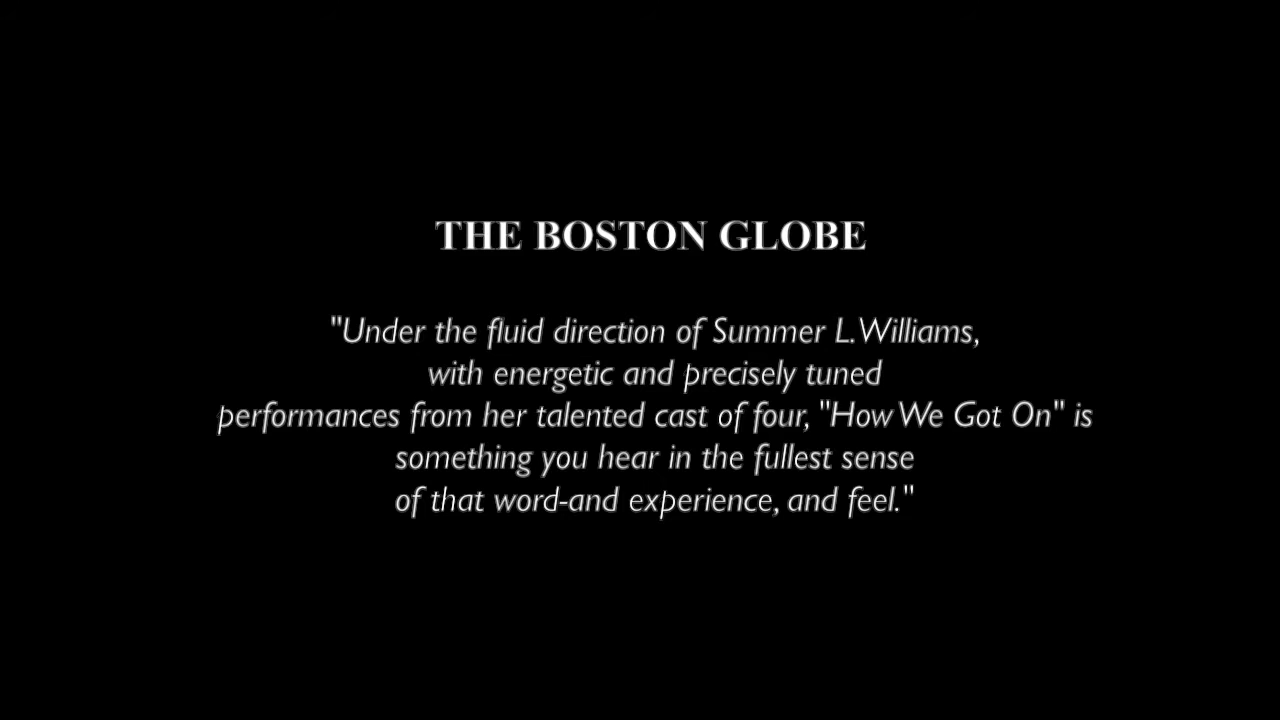 THE BOSTON GLOBE
"Under the fluid direction of Summer L. Williams,
with energetic and precisely tuned
performances from her talented cast of four, "How We Got On" is
something you hear in the fullest sense
of that word-and experience, and feel."